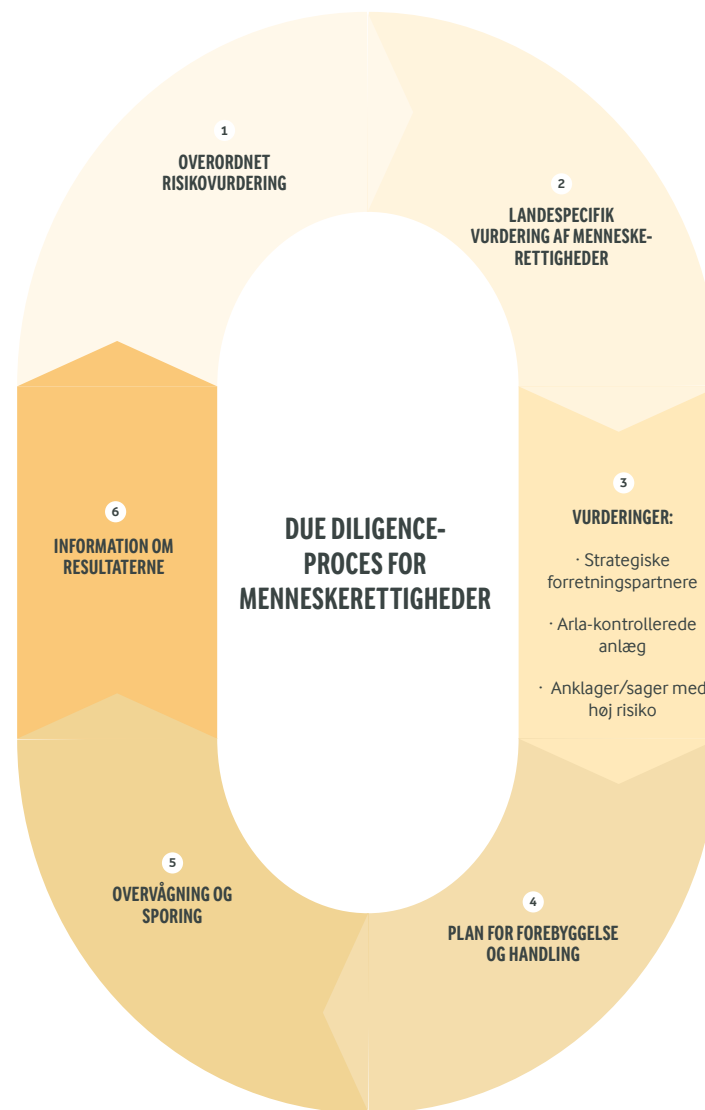 1
OVERORDNET
RISIKOVURDERING
2
LANDESPECIFIK
VURDERING AF MENNESKE-
RETTIGHEDER
3
VURDERINGER:
· Strategiske
forretningspartnere
· Arla-kontrollerede
anlæg
· Anklager/sager med
høj risiko
4
PLAN FOR FOREBYGGELSE
OG HANDLING
5
OVERVÅGNING OG
SPORING
6
INFORMATION OM
RESULTATERNE
DUE DILIGENCE-
PROCES FOR
MENNESKERETTIGHEDER